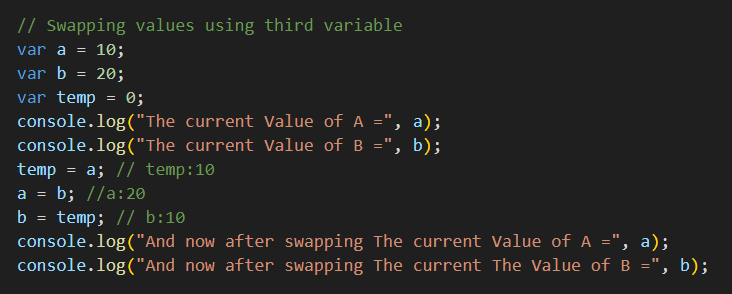 // Swapping values using third variable
var a = 10;
var b = 20;
var temp = 0;
console.log("The current Value of A =", a);
console.log("The current Value of B =", b);
temp = a; // temp:10
a = b; //a:20
b = temp; // b:10
console.log("And now after swapping The current Value of A =", a);
console.log("And now after swapping The current The Value of B =", b);